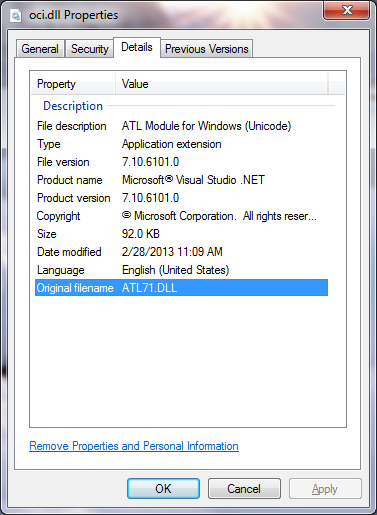 oci.dll Properties
General Security Details Previous Versions
Property Value
Description
File description ATL Module for Windows (Unicode)
Type Application extension
File version 7.10.6101.0
Product name Microsoft® Visual Studio .NET
Product version 7.10.6101.0
Copyright © Microsoft Corporation. All rights reser...
Size 92.0 KB
Date modified 2/28/2013 11:09 AM
Language English (United States)
Original filename ATL71.DLL
Remove Properties and Personal Information
OK Cancel Apply